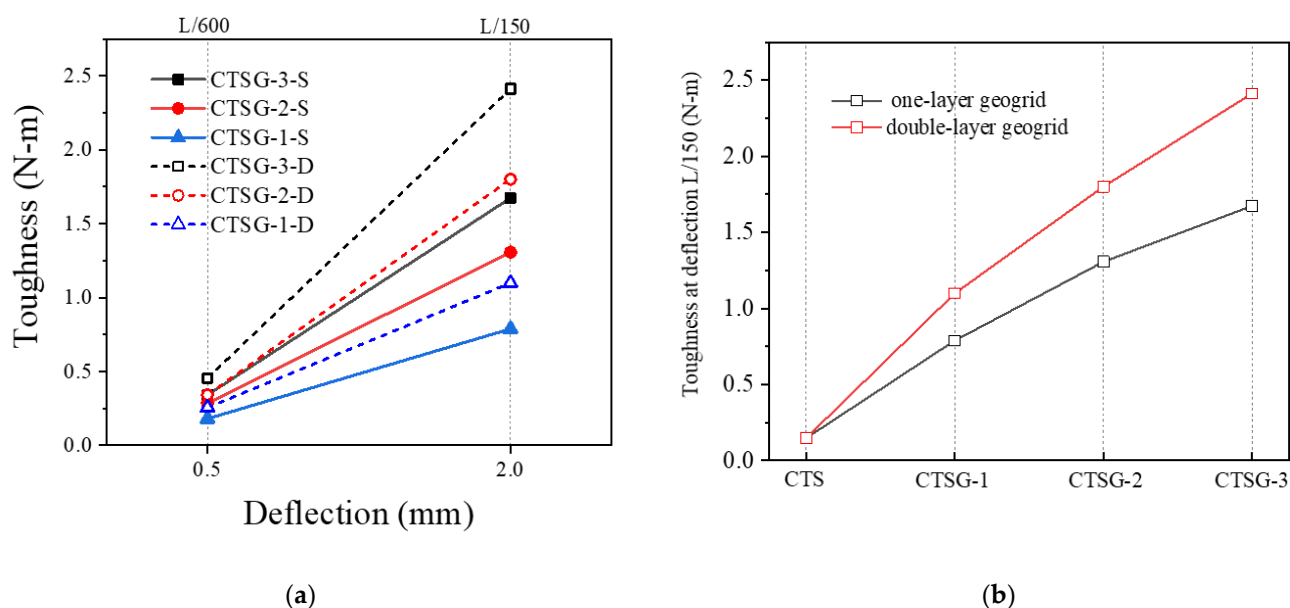 L/600
L/150
2.5
2.0
1.5
1.0
0.5
0.0
Toughness (N-m)
CTSG-3-S
CTSG-2-S
CTSG-1-S
CTSG-3-D
CTSG-2-D
CTSG-1-D
0.5
2.0
Deflection (mm)
(a)
2.5
2.0
1.5
1.0
0.5
0.0
Toughness at deflection L/150 (N-m)
one-layer geogrid
double-layer geogrid
CTS
CTSG-1
CTSG-2
CTSG-3
(b)